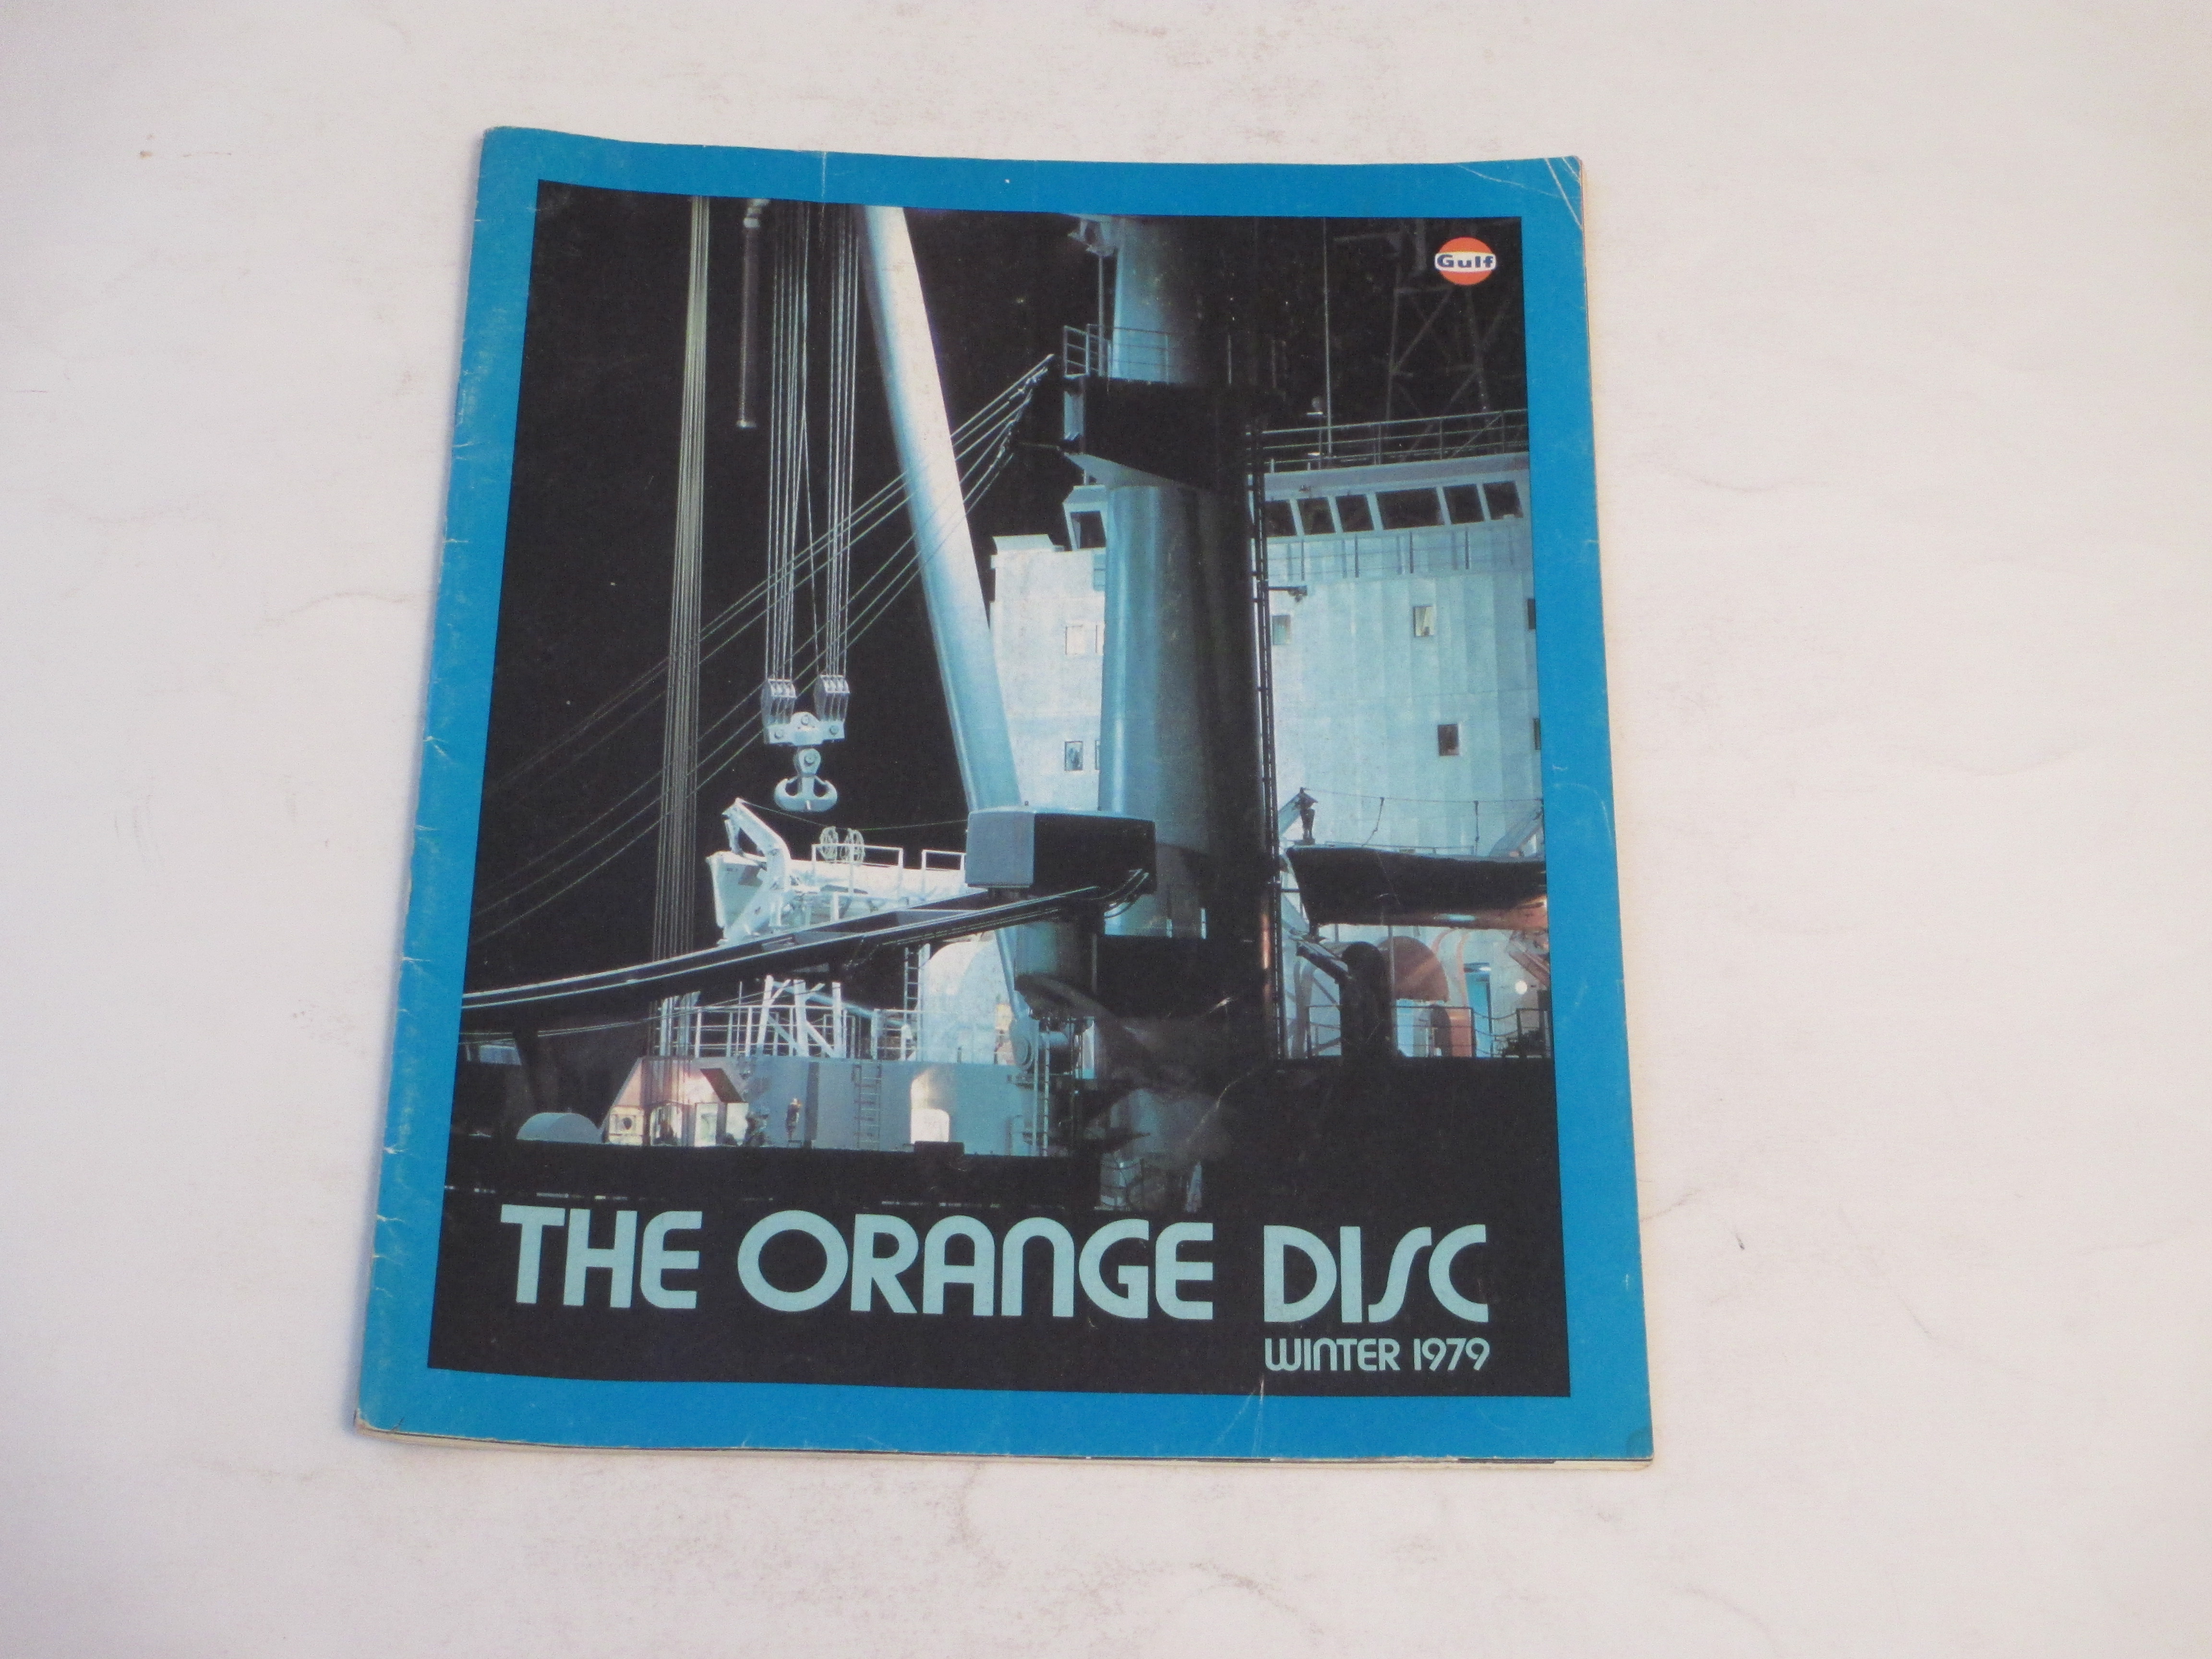 Gulf
THE ORANGE DISC
WINTER 1979